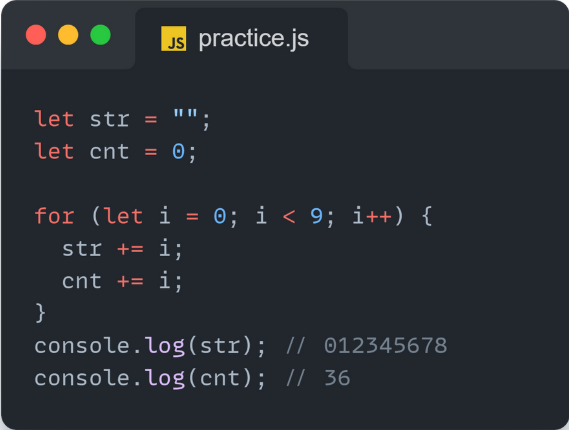 JS practice.js
let str = "";
let cnt = 0;
for (let i = 0; i < 9; i++) {
  str += i;
  cnt += i;
}
console.log(str); // 012345678
console.log(cnt); // 36